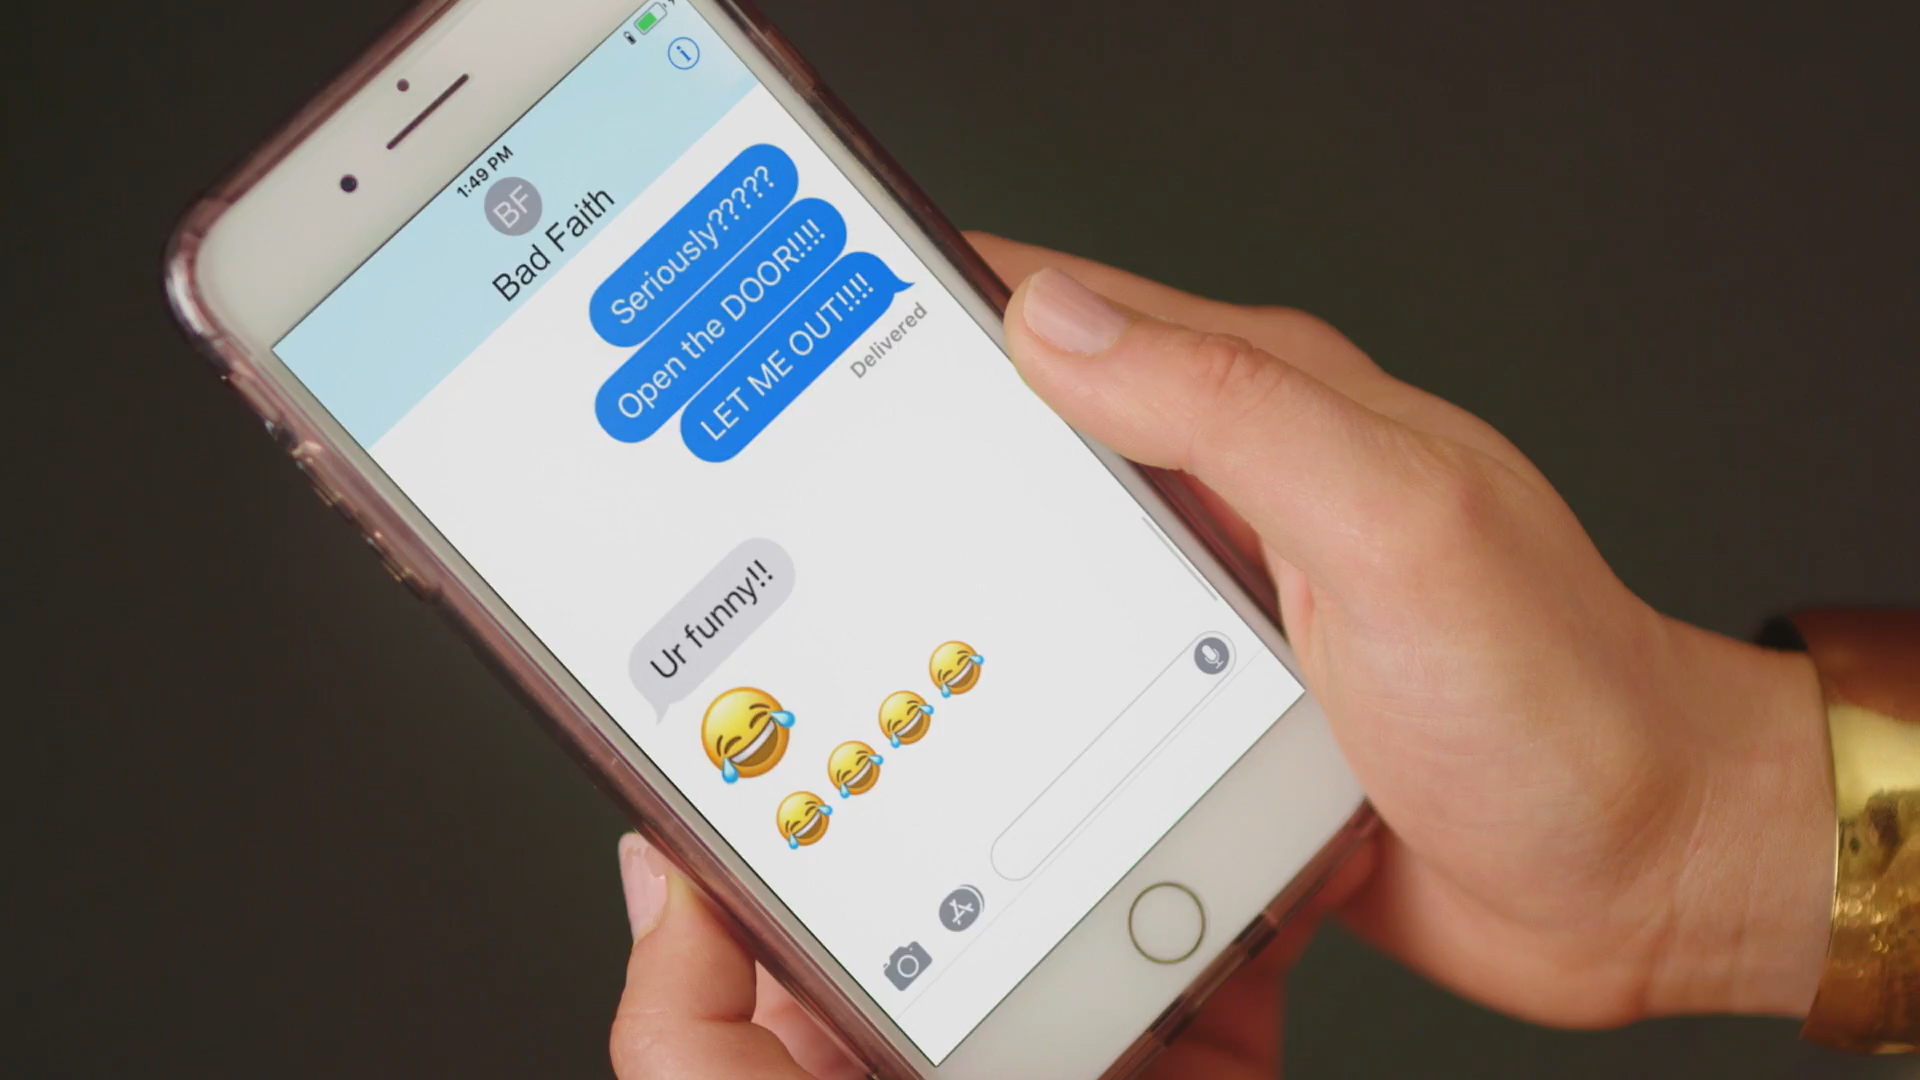 1:49 PM
BF
Bad Faith
Seriously?????
Open the DOOR!!!!
LET ME OUT!!!!
Delivered
Ur funny!!